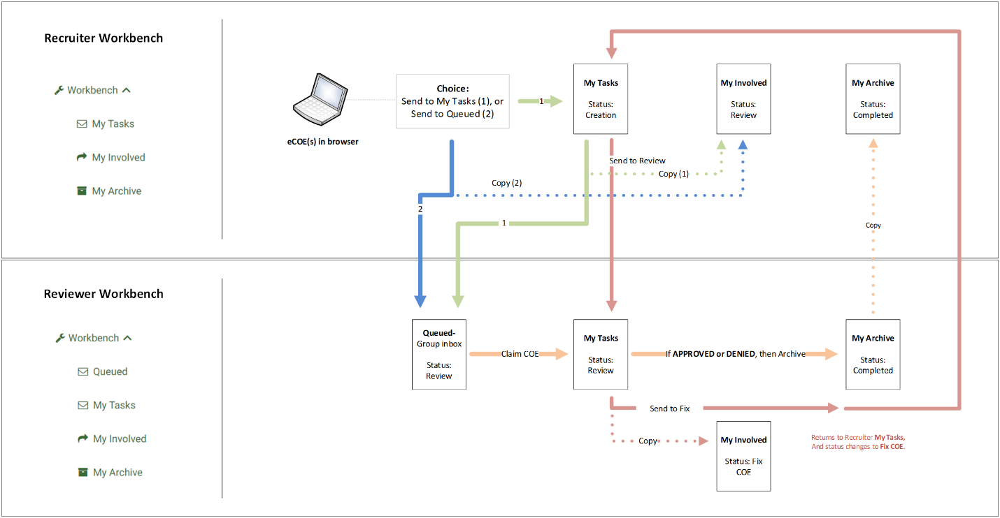 Recruiter Workbench
Workbench
My Tasks
My Involved
My Archive
eCOE(s) in browser
Choice:
Send to My Tasks (1), or
Send to Queued (2)
1
My Tasks
Status:
Creation
My Involved
Status:
Review
My Archive
Status:
Completed
Send to Review
Copy (1)
Copy (2)
2
1
Copy
Reviewer Workbench
Workbench
Queued
My Tasks
My Involved
My Archive
Queued-
Group inbox
Status:
Review
Claim COE
My Tasks
Status:
Review
If APPROVED or DENIED, then Archive
My Archive
Status:
Completed
Send to Fix
Copy
My Involved
Status: Fix
COE
Returns to Recruiter My Tasks,
And status changes to Fix COE.